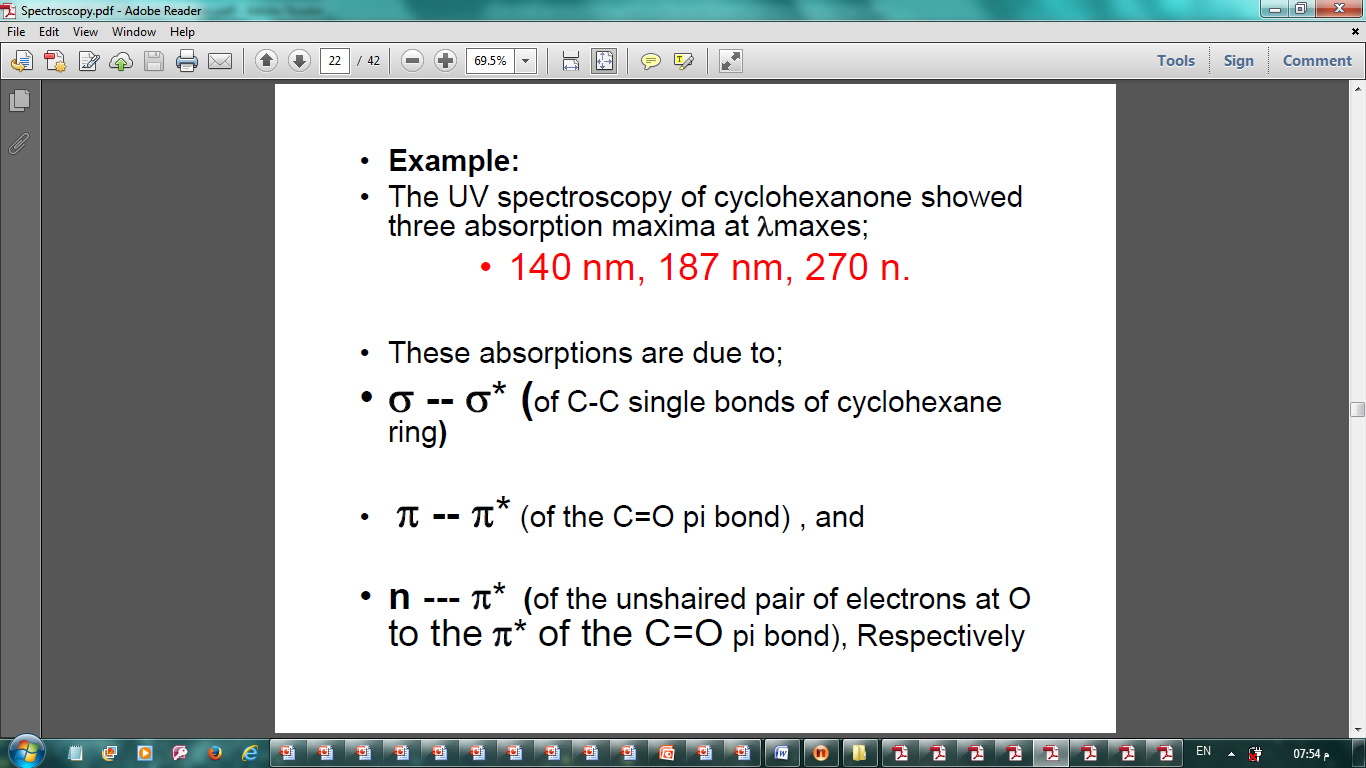 Spectroscopy.pdf - Adobe Reader
File Edit View Window Help
22 / 42 69.5% Tools Sign Comment
• Example:
• The UV spectroscopy of cyclohexanone showed
three absorption maxima at λmaxes;
• 140 nm, 187 nm, 270 n.
• These absorptions are due to;
• σ -- σ* (of C-C single bonds of cyclohexane
ring)
• π -- π* (of the C=O pi bond) , and
• n --- π* (of the unshaired pair of electrons at O
to the π* of the C=O pi bond), Respectively
EN 07:54 م